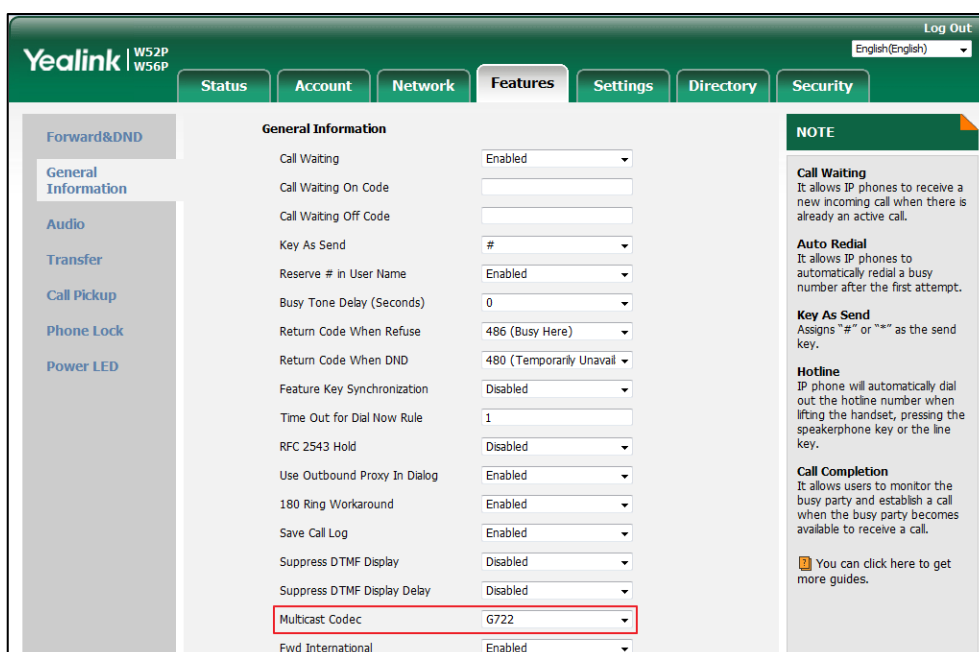 Log Out
Yealink | W52P
W56P
English(English)
Status Account Network Features Settings Directory Security
Forward&DND
General
Information
Audio
Transfer
Call Pickup
Phone Lock
Power LED
General Information
Call Waiting Enabled
Call Waiting On Code
Call Waiting Off Code
Key As Send #
Reserve # in User Name Enabled
Busy Tone Delay (Seconds) 0
Return Code When Refuse 486 (Busy Here)
Return Code When DND 480 (Temporarily Unavail
Feature Key Synchronization Disabled
Time Out for Dial Now Rule 1
RFC 2543 Hold Disabled
Use Outbound Proxy In Dialog Enabled
180 Ring Workaround Enabled
Save Call Log Enabled
Suppress DTMF Display Disabled
Suppress DTMF Display Delay Disabled
Multicast Codec G722
Fwd International Enabled
NOTE
Call Waiting
It allows IP phones to receive a
new incoming call when there is
already an active call.
Auto Redial
It allows IP phones to
automatically redial a busy
number after the first attempt.
Key As Send
Assigns "#" or "*" as the send
key.
Hotline
IP phone will automatically dial
out the hotline number when
lifting the handset, pressing the
speakerphone key or the line
key.
Call Completion
It allows users to monitor the
busy party and establish a call
when the busy party becomes
available to receive a call.
You can click here to get
more guides.